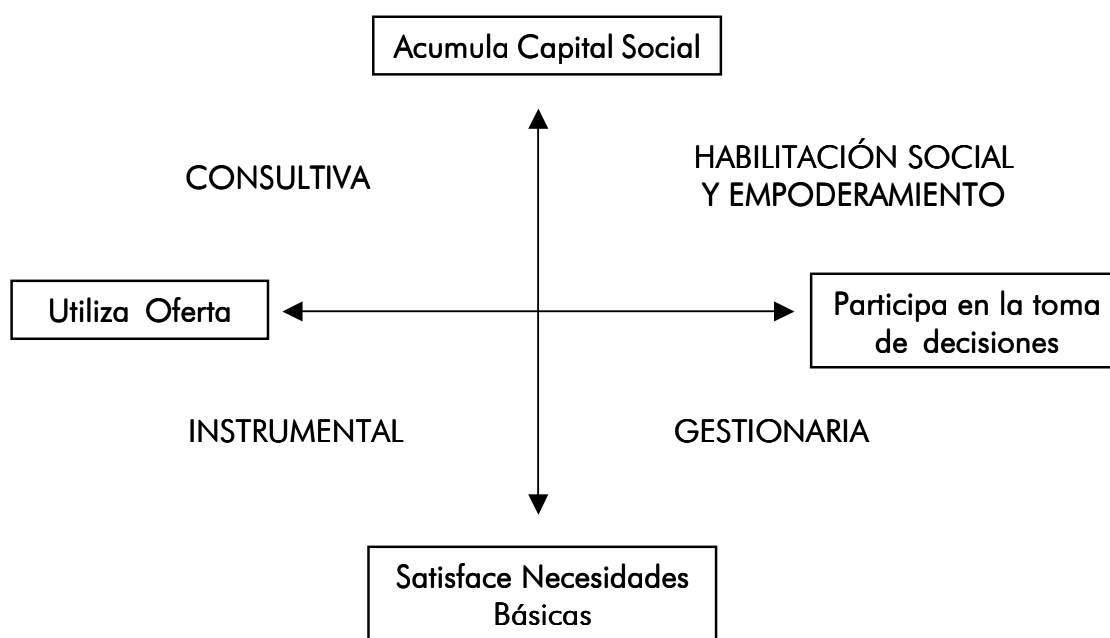 Acumula Capital Social
CONSULTIVA
HABILITACIÓN SOCIAL
Y EMPODERAMIENTO
Utiliza Oferta
Participa en la toma
de decisiones
INSTRUMENTAL
GESTIONARIA
Satisface Necesidades
Básicas